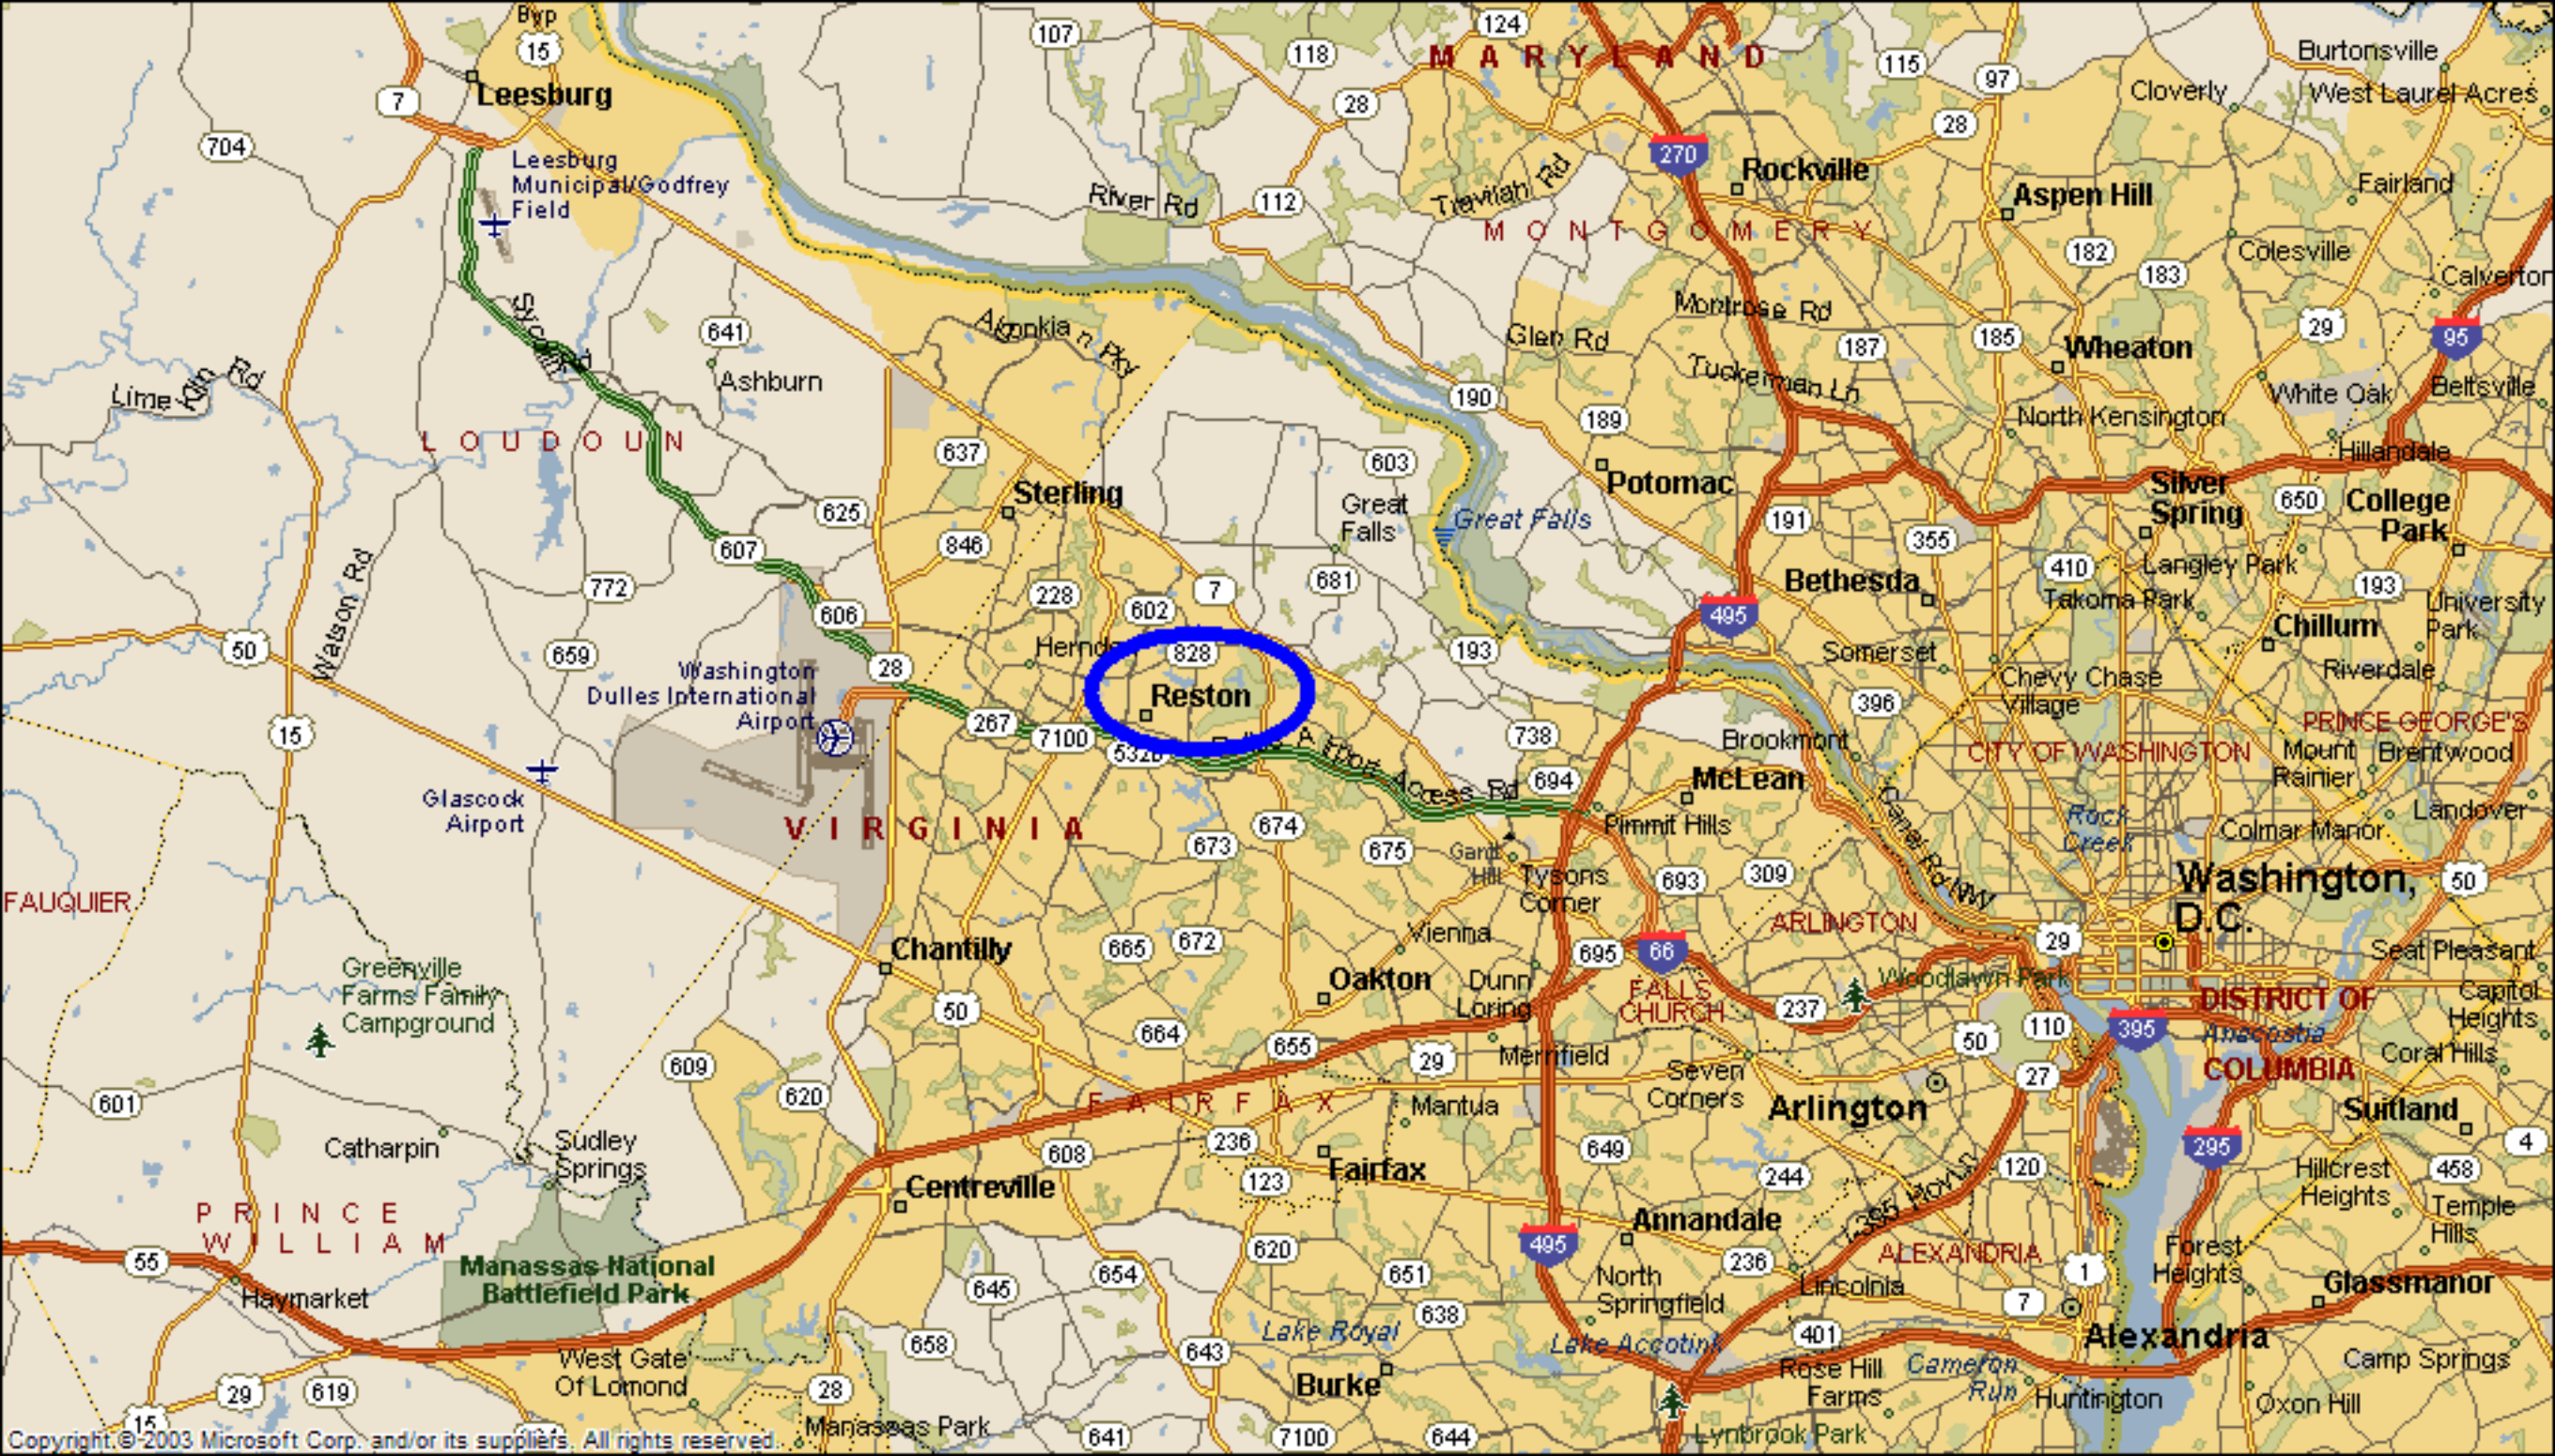 Byp
15
107
118
124
MARYLAND
115
97
Burtonsville
7
Leesburg
28
28
Cloverly
West Laurel Acres
704
Leesburg
Municipal/Godfrey
Field
270
Rockville
River Rd
112
Travilah Rd
Aspen Hill
Fairland
MONTGOMERY
182
183
Colesville
Calverton
Sycolin Rd
641
Algonkian Pky
Glen Rd
Montrose Rd
187
185
29
95
Wheaton
Lime Kiln Rd
Ashburn
190
Tuckerman Ln
White Oak
Beltsville
189
North Kensington
LOUDOUN
637
603
Hillandale
Sterling
Potomac
Silver
Spring
650
College
Park
625
Great
Falls
Great Falls
191
355
607
846
772
681
Bethesda
410
Langley Park
193
228
602
7
495
Takoma Park
University
Park
606
Chillum
Watson Rd
50
659
28
828
193
Somerset
Riverdale
Washington
Dulles International
Airport
Reston
Chevy Chase
Village
396
15
267
7100
738
Brookmont
CITY OF WASHINGTON
PRINCE GEORGE'S
Mount
Rainier
Brentwood
Access Rd
694
McLean
Glascock
Airport
VIRGINIA
674
Pimmit Hills
Canal Rd NW
Rock
Creek
Colmar Manor
Landover
673
675
Tysons
Corner
693
309
Washington,
D.C.
50
FAUQUIER
Vienna
ARLINGTON
Chantilly
665
672
695
66
29
Seat Pleasant
Greenville
Farms Family
Campground
Oakton
Dunn
Loring
FALLS
CHURCH
Woodlawn Park
DISTRICT OF
COLUMBIA
Capitol
Heights
50
237
664
655
29
Merrifield
50
110
395
Anacostia
609
Coral Hills
601
620
FAIRFAX
Mantua
Seven
Corners
Arlington
27
Suitland
Catharpin
Sudley
Springs
608
236
123
Fairfax
649
244
120
295
4
Hillcrest
Heights
458
Temple
Hills
PRINCE
WILLIAM
Centreville
Annandale
I-395 Hov Ln
55
Manassas National
Battlefield Park
495
620
236
ALEXANDRIA
1
Forest
Heights
Haymarket
645
654
651
North
Springfield
Lincolnia
7
Glassmanor
638
658
643
Lake Royal
Lake Accotink
401
Alexandria
29
619
West Gate
Of Lomond
28
Burke
Rose Hill
Farms
Cameron
Run
Huntington
Camp Springs
Oxon Hill
15
Manassas Park
641
7100
644
Lynbrook Park
Copyright © 2003 Microsoft Corp. and/or its suppliers. All rights reserved.